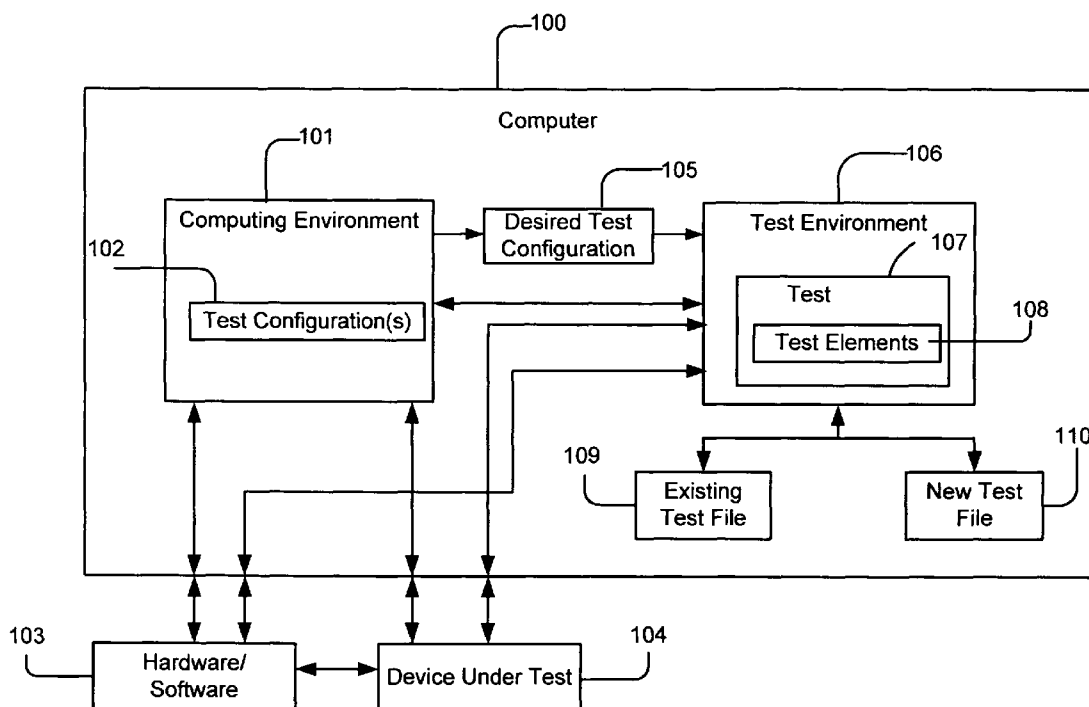 100
Computer
101
105
106
Computing Environment
Desired Test
Configuration
Test Environment
102
107
Test
Test Configuration(s)
108
Test Elements
109
110
Existing
Test File
New Test
File
103
104
Hardware/
Software
Device Under Test